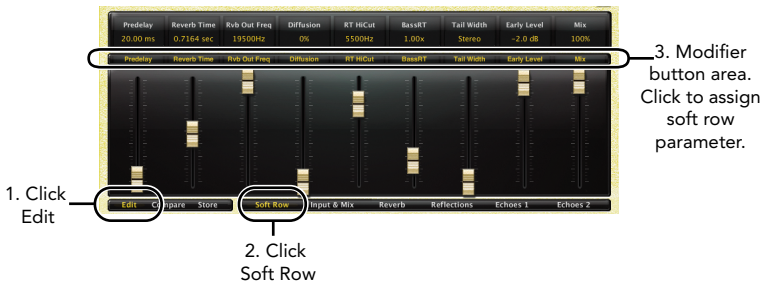 Predelay Reverb Time Rvb Out Freq Diffusion RT HiCut BassRT Tail Width Early Level Mix
20.00 ms 0.7164 sec 19500Hz 0% 5500Hz 1.00x Stereo -2.0 dB 100%
Predelay Reverb Time Rvb Out Freq Diffusion RT HiCut BassRT Tail Width Early Level Mix
3. Modifier
button area.
Click to assign
soft row
parameter.
1. Click
Edit
Edit Compare Store Soft Row Input & Mix Reverb Reflections Echoes 1 Echoes 2
2. Click
Soft Row